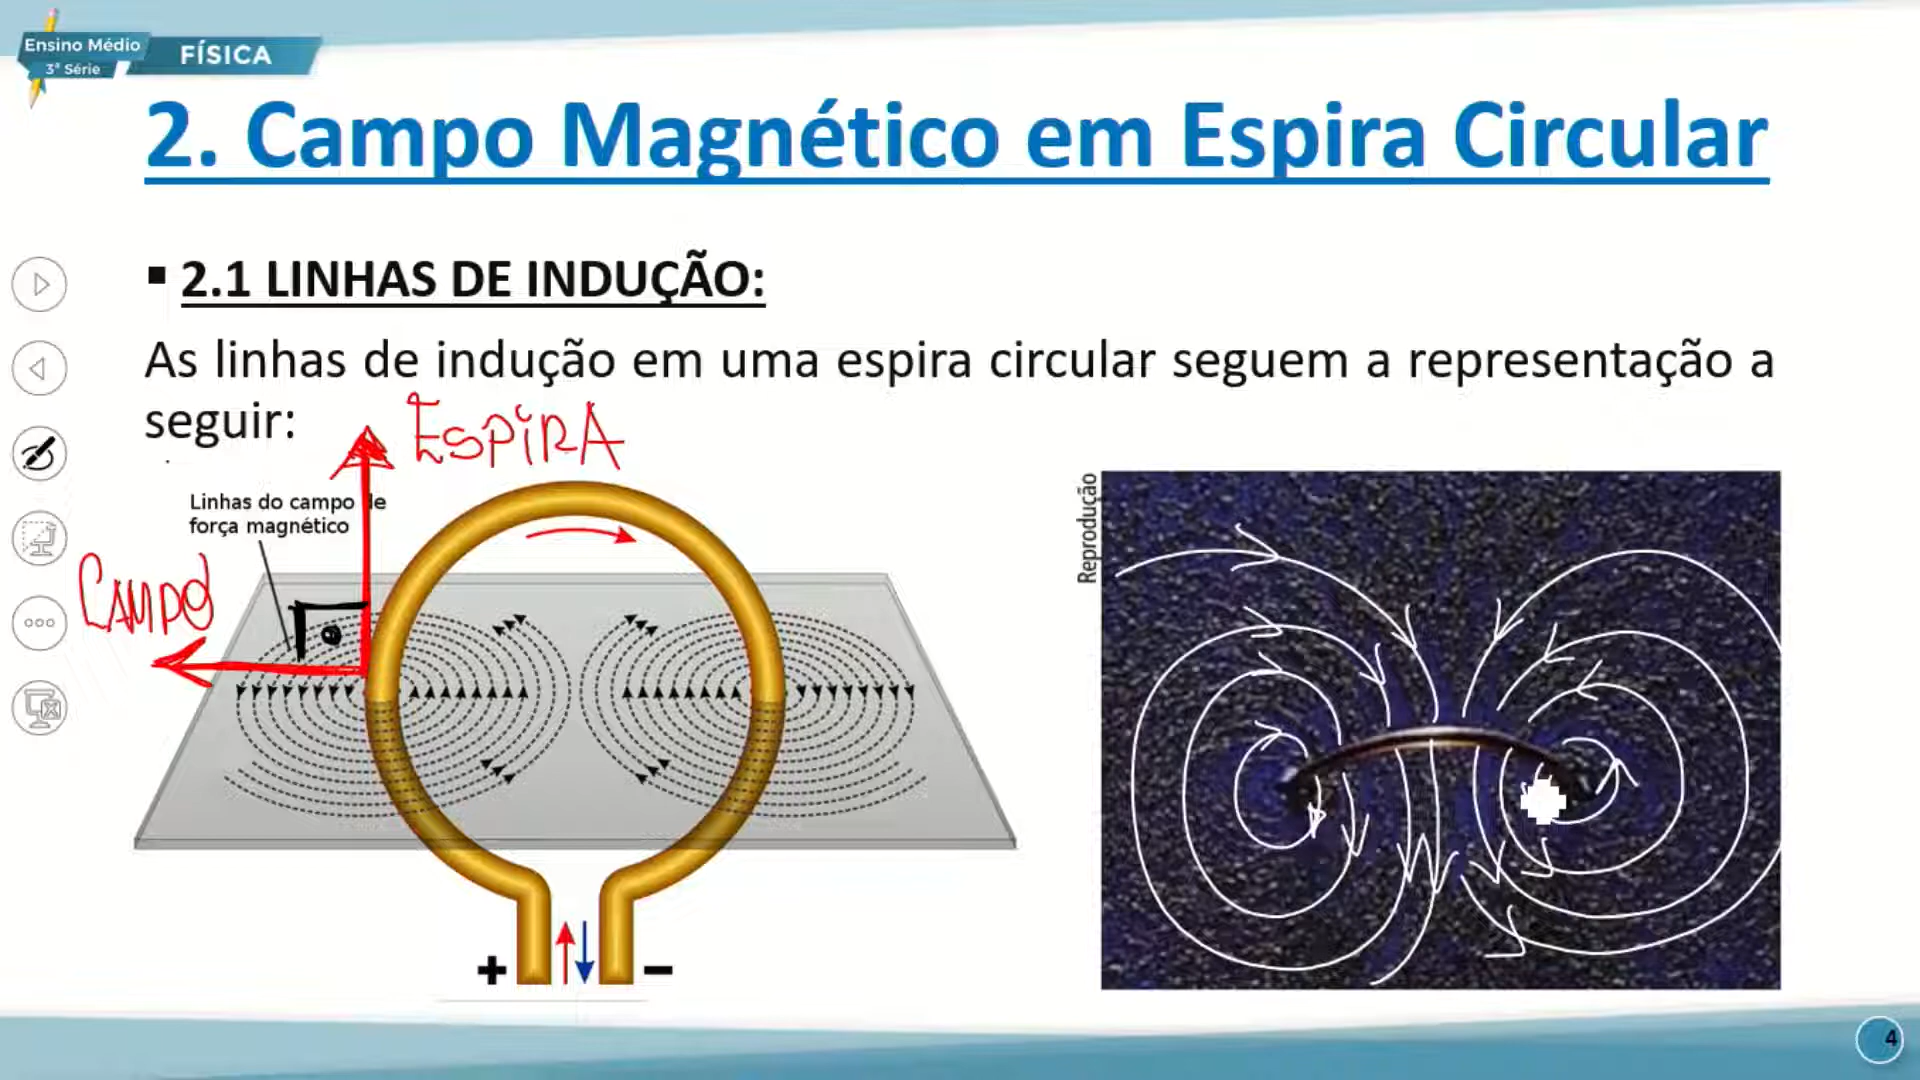 Ensino Médio
3ª Série
FÍSICA
2. Campo Magnético em Espira Circular
▪ 2.1 LINHAS DE INDUÇÃO:
As linhas de indução em uma espira circular seguem a representação a
seguir:
ESPIRA
Linhas do campo de
força magnético
CAMPO
Reprodução
+ −
4